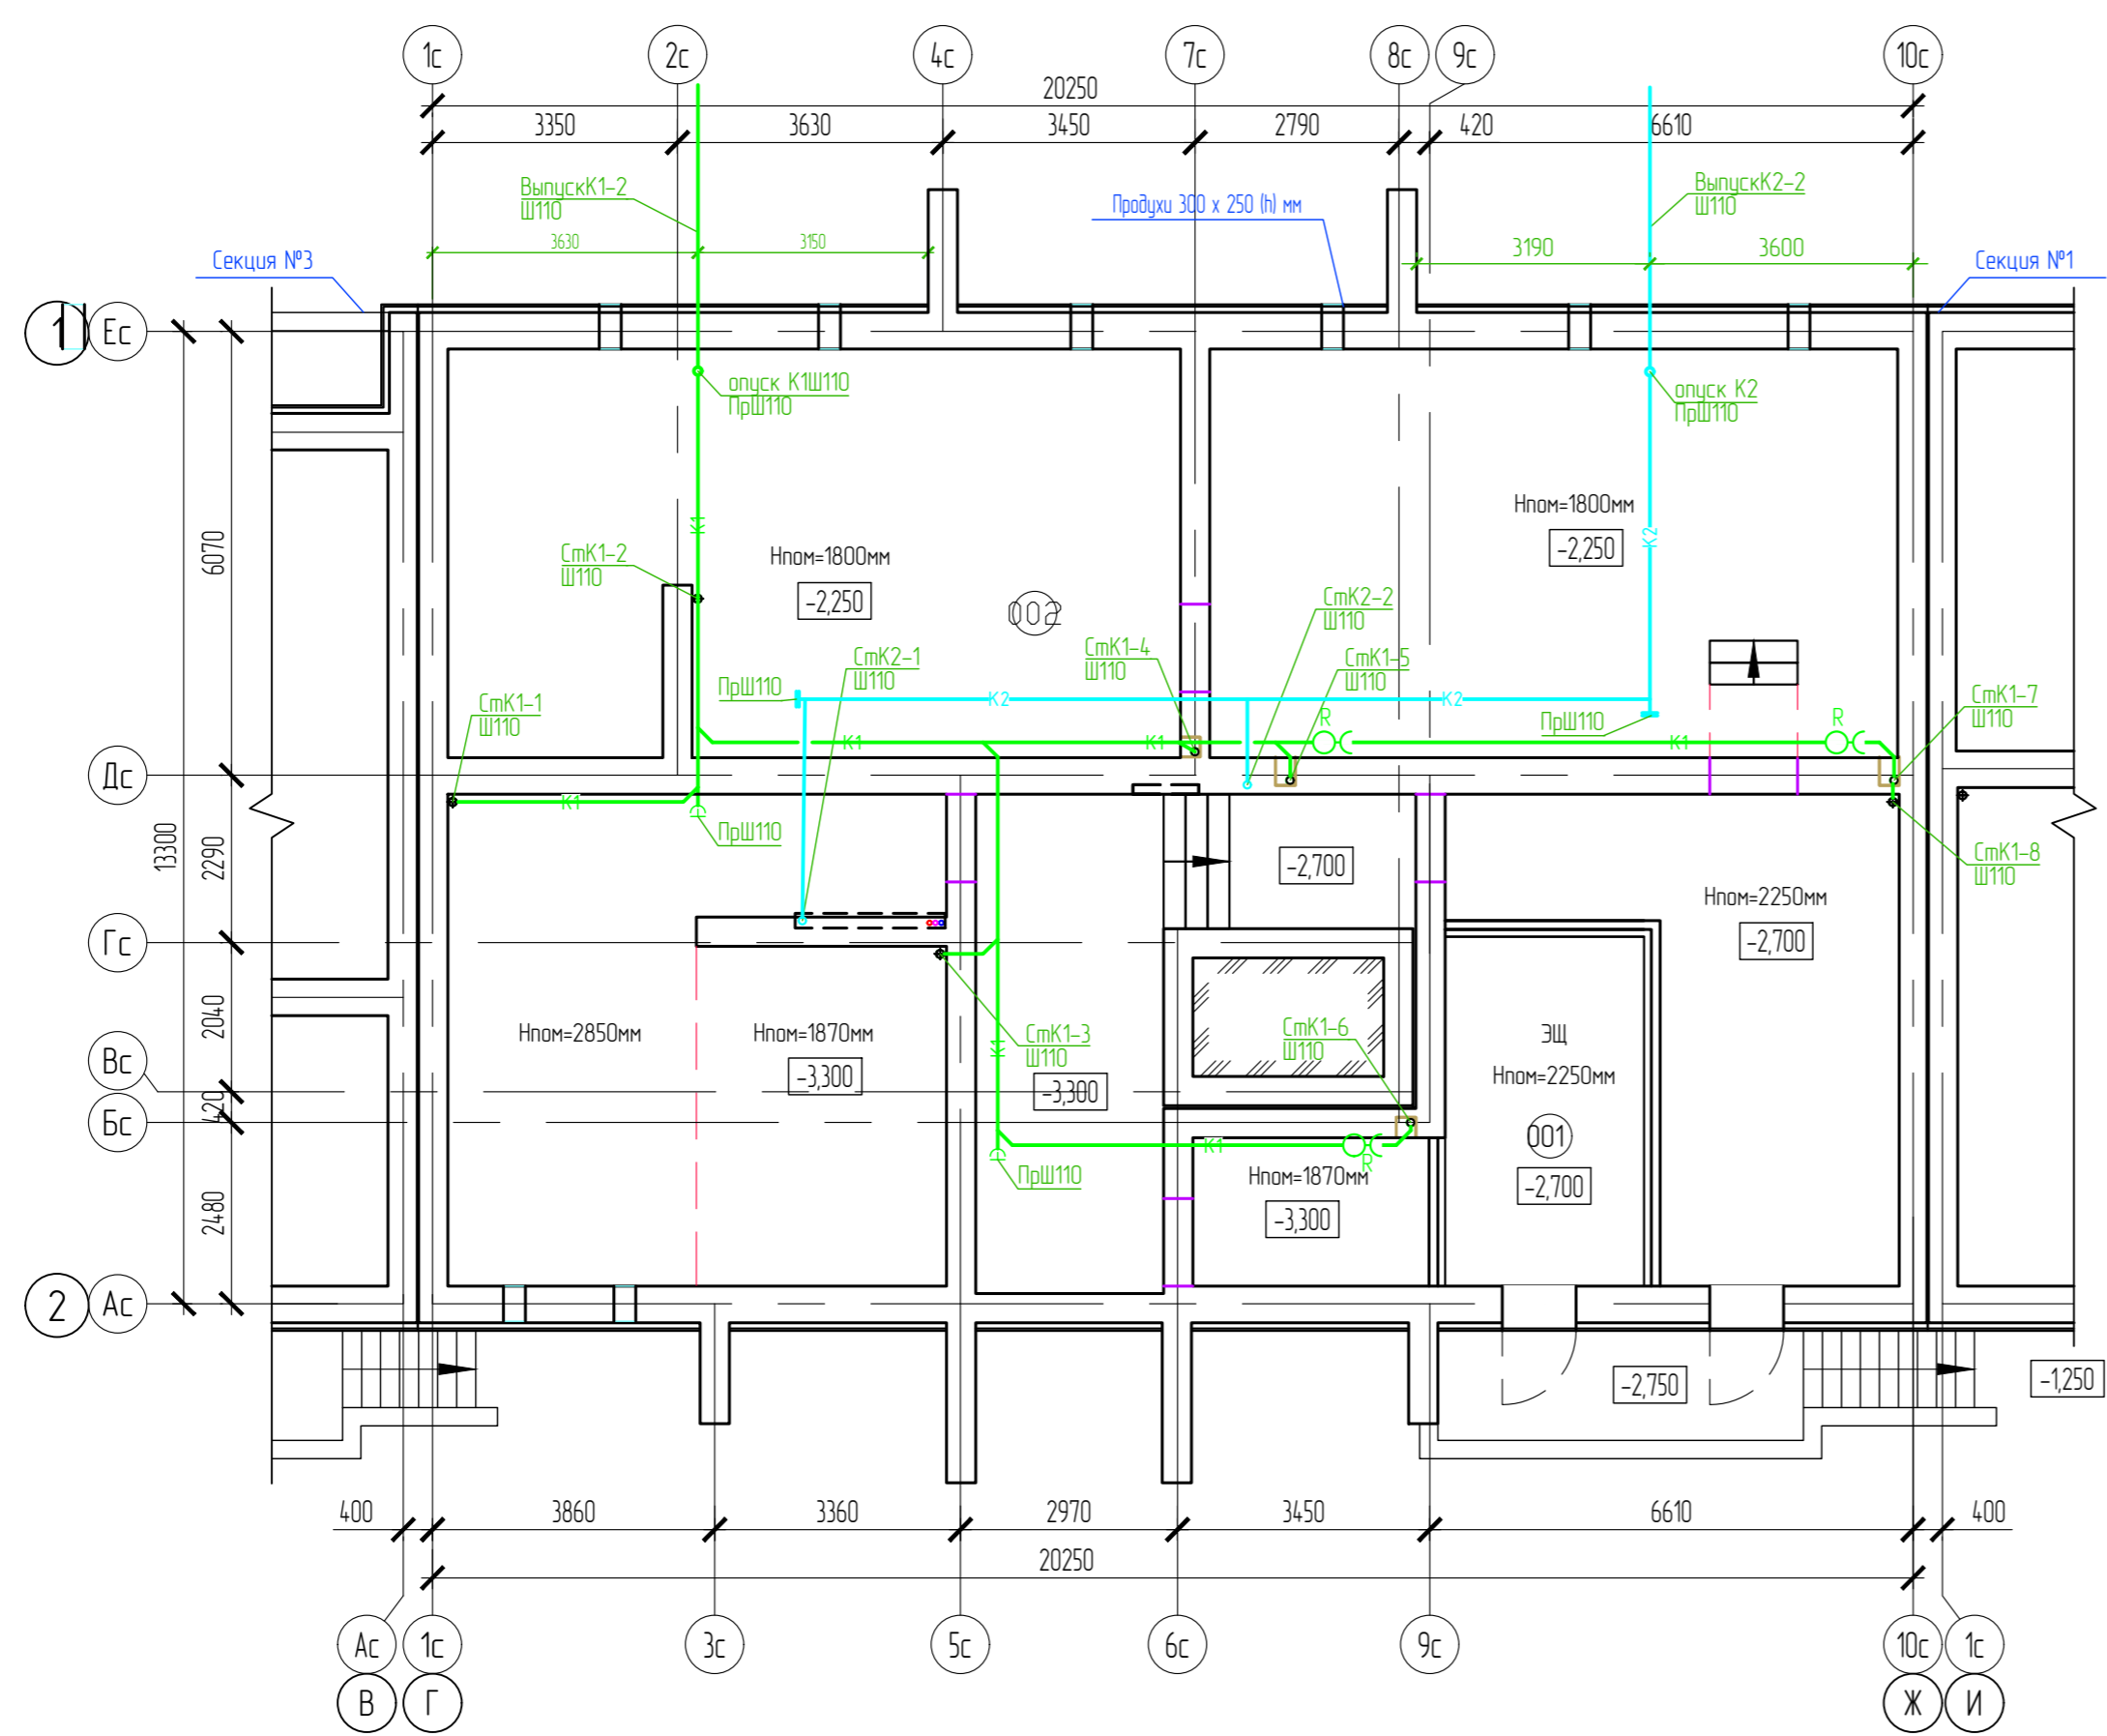 1с
2с
4с
7с
8с
9с
10с
20250
3350
3630
3450
2790
420
6610
ВыпускК1-2
Ш110
Продухи 300 х 250 (h) мм
ВыпускК2-2
Ш110
3630
3150
3190
3600
Секция №3
Секция №1
1
Ес
опуск К1Ш110
ПрШ110
опуск К2
ПрШ110
Нпом=1800мм
-2,250
К1
К2
СтК1-2
Ш110
Нпом=1800мм
-2,250
002
6070
СтК2-2
Ш110
СтК2-1
Ш110
СтК1-4
Ш110
СтК1-5
Ш110
ПрШ110
К2
К2
СтК1-1
Ш110
СтК1-7
Ш110
ПрШ110
R
R
К1
К1
К1
Дс
К1
ПрШ110
13300
2290
-2,700
СтК1-8
Ш110
Нпом=2250мм
-2,700
Гс
2040
Нпом=2850мм
Нпом=1870мм
-3,300
СтК1-3
Ш110
К1
-3,300
СтК1-6
Ш110
ЭЩ
Нпом=2250мм
001
-2,700
Вс
420
Бс
К1
R
ПрШ110
Нпом=1870мм
-3,300
2480
2
Ас
-2,750
-1,250
400
3860
3360
2970
3450
6610
400
20250
Ас
1с
3с
5с
6с
9с
10с
1с
В
Г
Ж
И